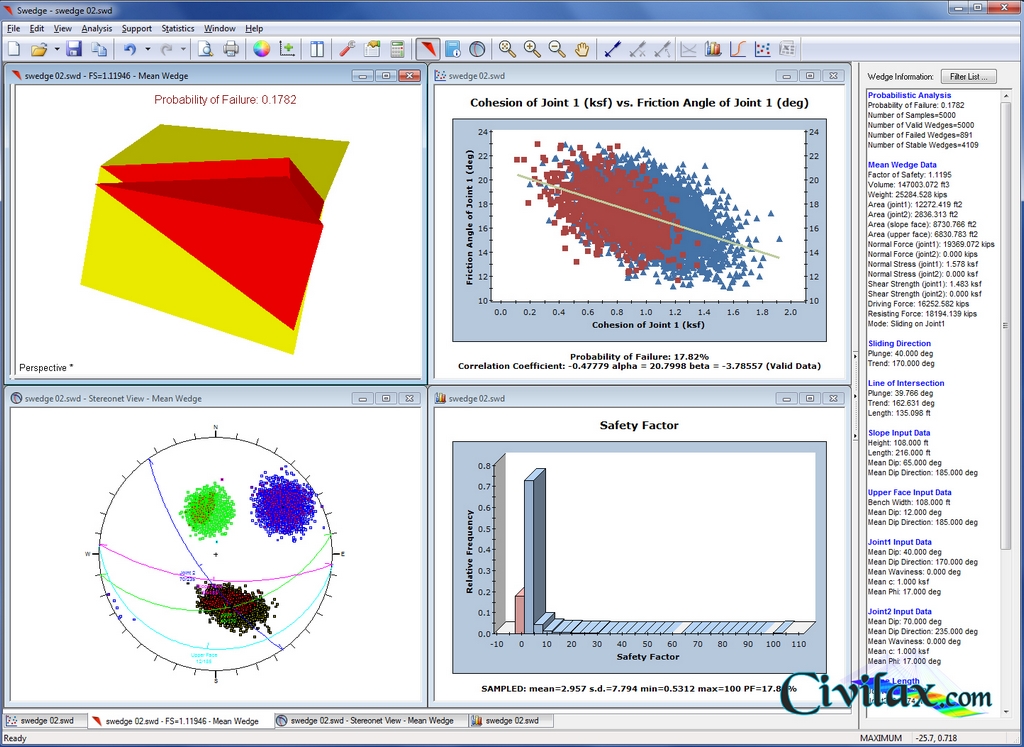 Swedge - swedge 02.swd
File Edit View Analysis Support Statistics Window Help
swedge 02.swd - FS=1.11946 - Mean Wedge
Probability of Failure: 0.1782
Perspective *
swedge 02.swd
Cohesion of Joint 1 (ksf) vs. Friction Angle of Joint 1 (deg)
Friction Angle of Joint 1 (deg)
24 24
22 22
20 20
18 18
16 16
14 14
12 12
10 10
0.0 0.2 0.4 0.6 0.8 1.0 1.2 1.4 1.6 1.8 2.0
Cohesion of Joint 1 (ksf)
Probability of Failure: 17.82%
Correlation Coefficient: -0.47779 alpha = 20.7998 beta = -3.78557 (Valid Data)
swedge 02.swd - Stereonet View - Mean Wedge
N
W
E
S
Upper Face
swedge 02.swd
Safety Factor
Relative Frequency
0.8
0.7
0.6
0.5
0.4
0.3
0.2
0.1
0.0
-10 0 10 20 30 40 50 60 70 80 90 100 110
Safety Factor
SAMPLED: mean=2.957 s.d.=7.794 min=0.5312 max=100
Wedge Information: Filter List ...
Probabilistic Analysis
Probability of Failure: 0.1782
Number of Samples=5000
Number of Valid Wedges=5000
Number of Failed Wedges=891
Number of Stable Wedges=4109
Mean Wedge Data
Factor of Safety: 1.1195
Volume: 147003.072 ft3
Weight: 25284.528 kips
Area (joint1): 12272.419 ft2
Area (joint2): 2836.313 ft2
Area (slope face): 8730.766 ft2
Area (upper face): 6830.783 ft2
Normal Force (joint1): 19369.072 kips
Normal Force (joint2): 0.000 kips
Normal Stress (joint1): 1.578 ksf
Normal Stress (joint2): 0.000 ksf
Shear Strength (joint1): 1.483 ksf
Shear Strength (joint2): 0.000 ksf
Driving Force: 16252.582 kips
Resisting Force: 18194.139 kips
Mode: Sliding on Joint1
Sliding Direction
Plunge: 40.000 deg
Trend: 170.000 deg
Line of Intersection
Plunge: 39.766 deg
Trend: 162.631 deg
Length: 135.098 ft
Slope Input Data
Height: 108.000 ft
Length: 216.000 ft
Mean Dip: 65.000 deg
Mean Dip Direction: 185.000 deg
Upper Face Input Data
Bench Width: 108.000 ft
Mean Dip: 12.000 deg
Mean Dip Direction: 185.000 deg
Joint1 Input Data
Mean Dip: 40.000 deg
Mean Dip Direction: 170.000 deg
Mean Waviness: 0.000 deg
Mean c: 1.000 ksf
Mean Phi: 17.000 deg
Joint2 Input Data
Mean Dip: 70.000 deg
Mean Dip Direction: 235.000 deg
Mean Waviness: 0.000 deg
Mean c: 1.000 ksf
Mean Phi: 17.000 deg
Length
Civilax.com
swedge 02.swd swedge 02.swd - FS=1.11946 - Mean Wedge swedge 02.swd - Stereonet View - Mean Wedge swedge 02.swd
Ready MAXIMUM -25.7, 0.718